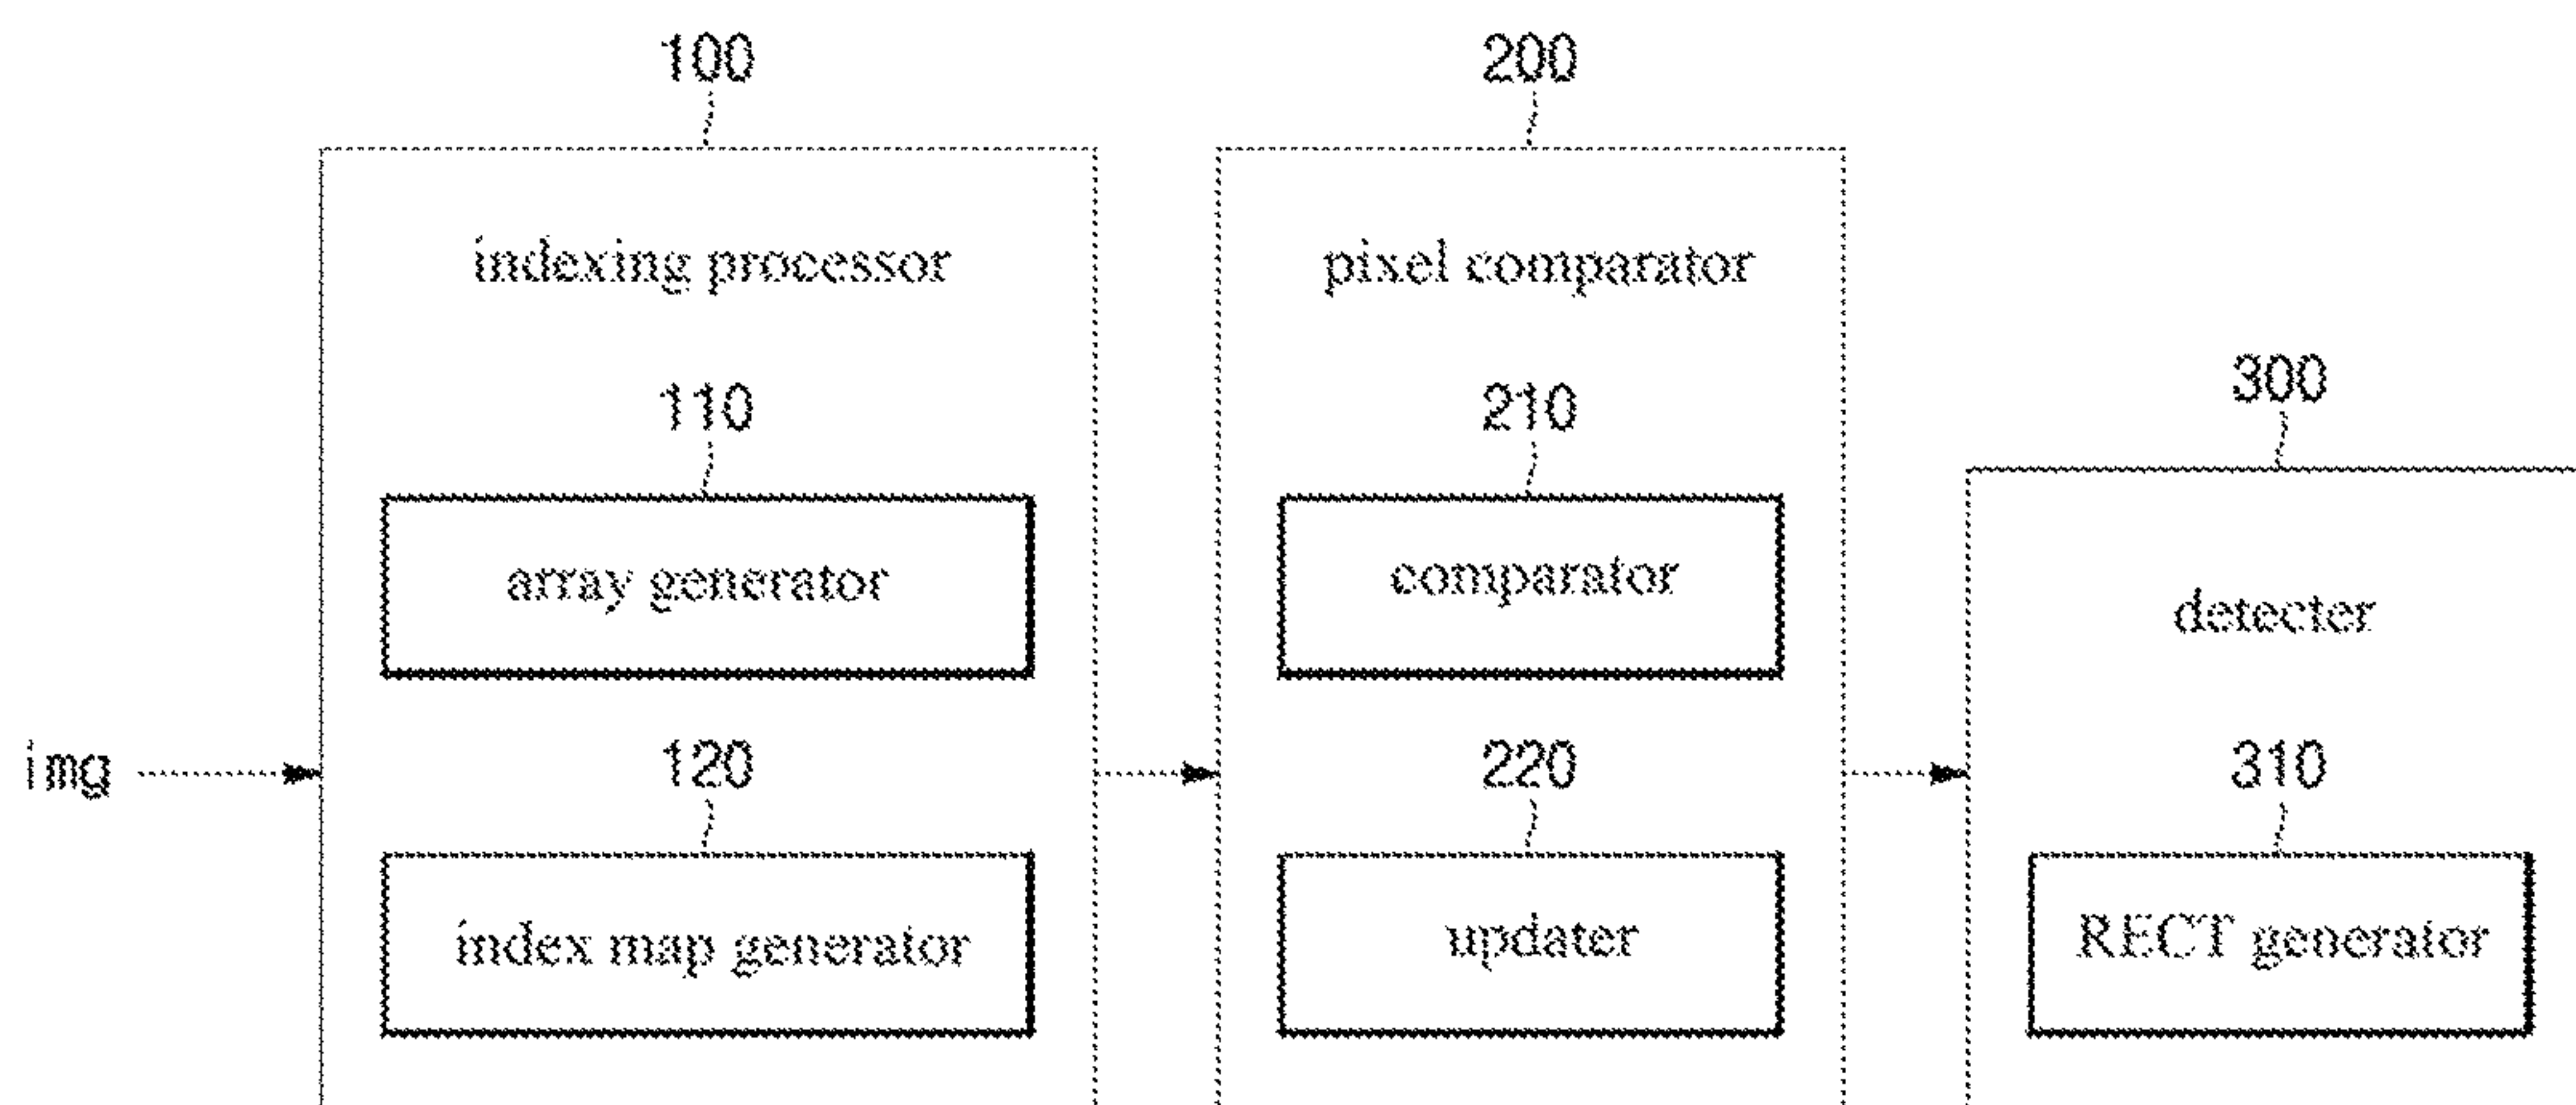 100
200
indexing processor
pixel comparator
110
210
300
array generator
comparator
detecter
img
120
220
310
index map generator
updater
RECT generator